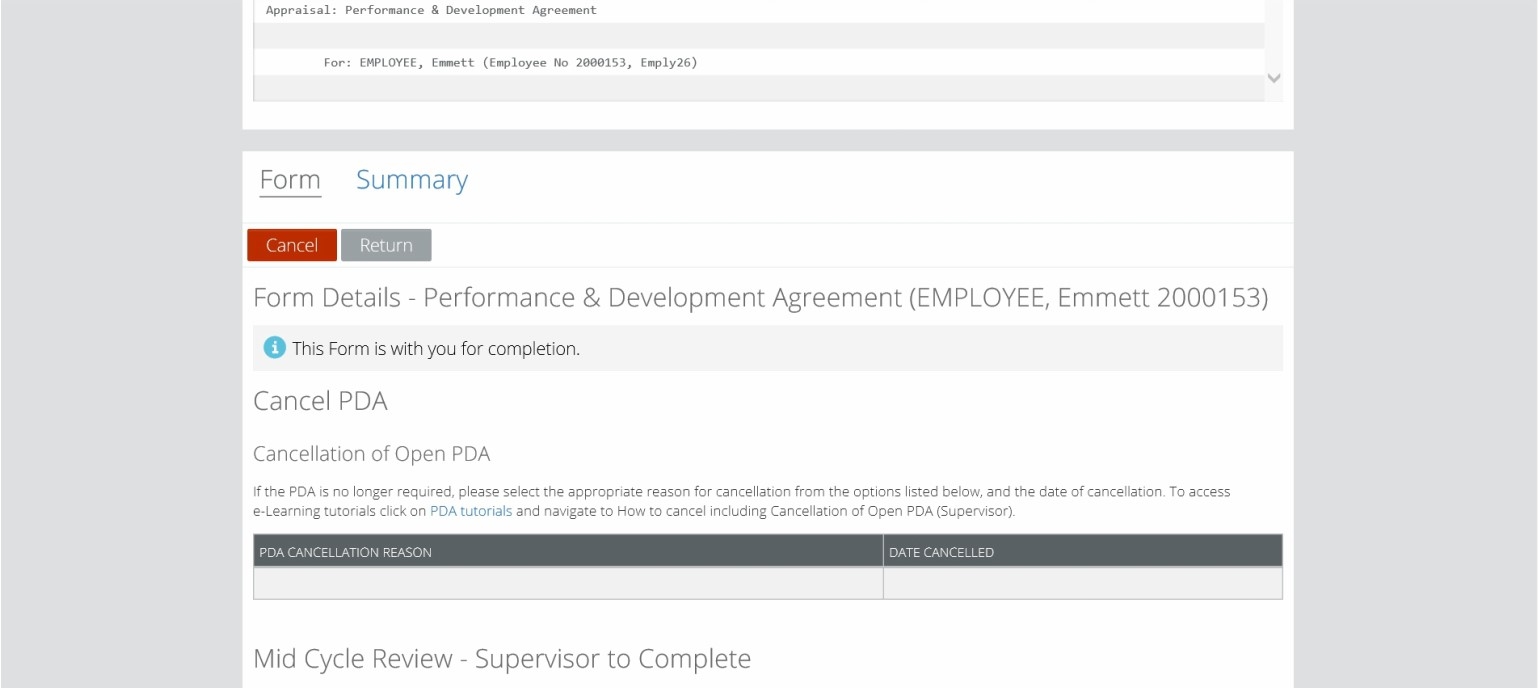 Appraisal: Performance & Development Agreement
For: EMPLOYEE, Emmett (Employee No 2000153, Emply26)
Form Summary
Cancel Return
Form Details - Performance & Development Agreement (EMPLOYEE, Emmett 2000153)
This Form is with you for completion.
Cancel PDA
Cancellation of Open PDA
If the PDA is no longer required, please select the appropriate reason for cancellation from the options listed below, and the date of cancellation. To access
e-Learning tutorials click on PDA tutorials and navigate to How to cancel including Cancellation of Open PDA (Supervisor).
PDA CANCELLATION REASON DATE CANCELLED
Mid Cycle Review - Supervisor to Complete